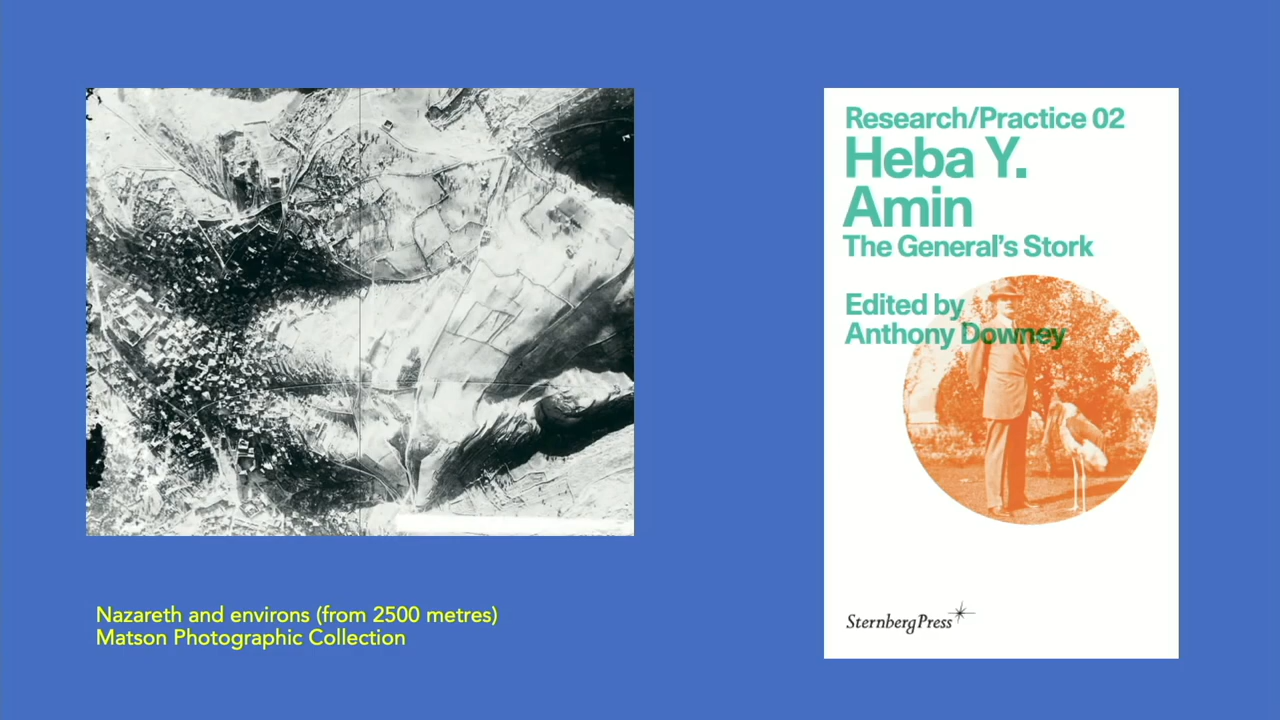 Research/Practice 02
Heba Y.
Amin
The General's Stork
Edited by
Anthony Downey
SternbergPress
Nazareth and environs (from 2500 metres)
Matson Photographic Collection